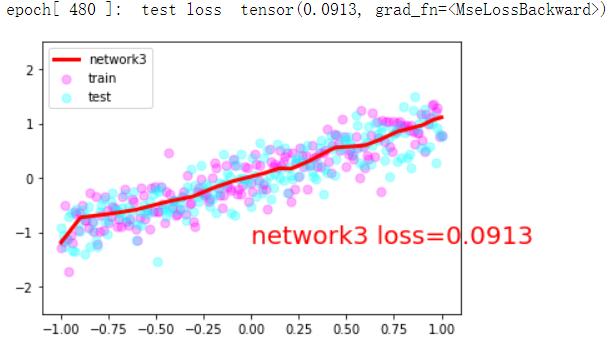 epoch[ 480 ]:  test loss  tensor(0.0913, grad_fn=<MseLossBackward>)
network3
train
test
2
1
0
−1
network3 loss=0.0913
−2
−1.00 −0.75 −0.50 −0.25 0.00 0.25 0.50 0.75 1.00